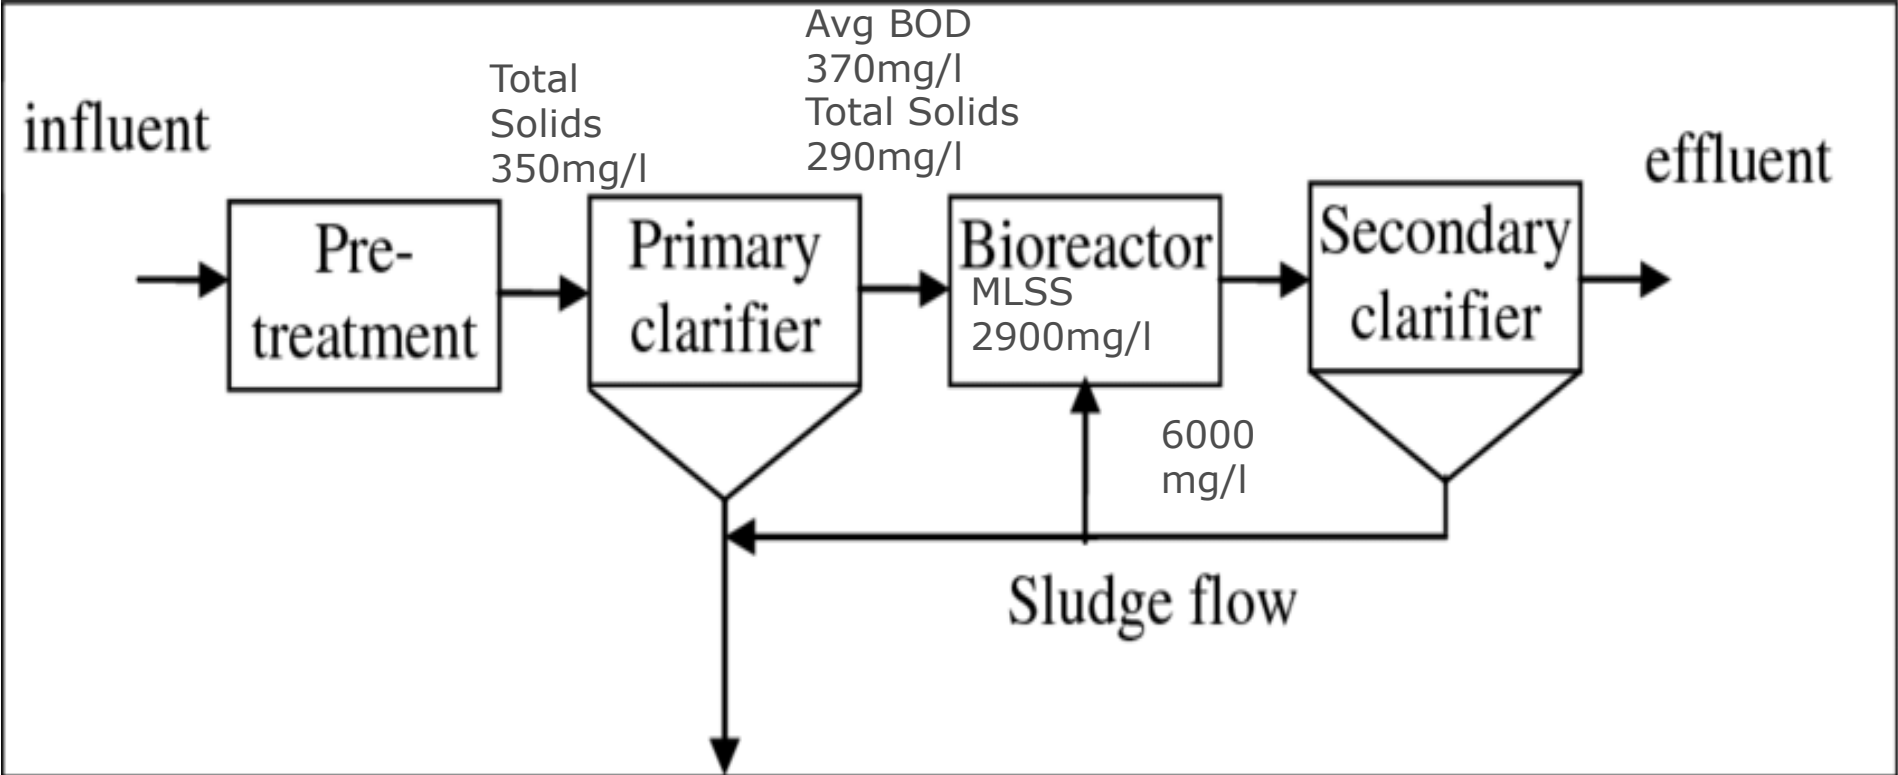 influent
Total
Solids
350mg/l
Avg BOD
370mg/l
Total Solids
290mg/l
effluent
Pre-
treatment
Primary
clarifier
Bioreactor
MLSS
2900mg/l
Secondary
clarifier
6000
mg/l
Sludge flow